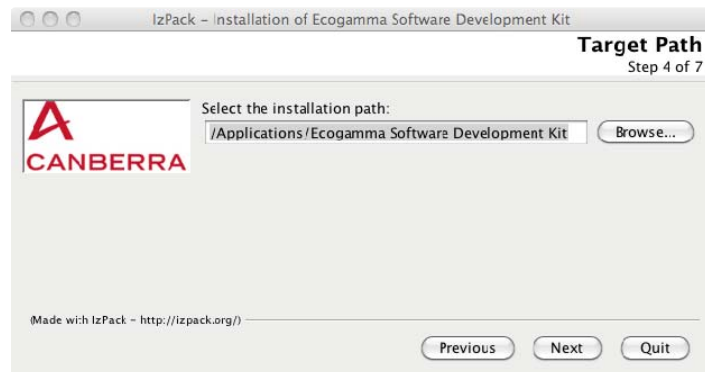 IzPack - Installation of Ecogamma Software Development Kit
Target Path
Step 4 of 7
Select the installation path:
/Applications/Ecogamma Software Development Kit
Browse...
A
CANBERRA
(Made with IzPack - http://izpack.org/)
Previous
Next
Quit